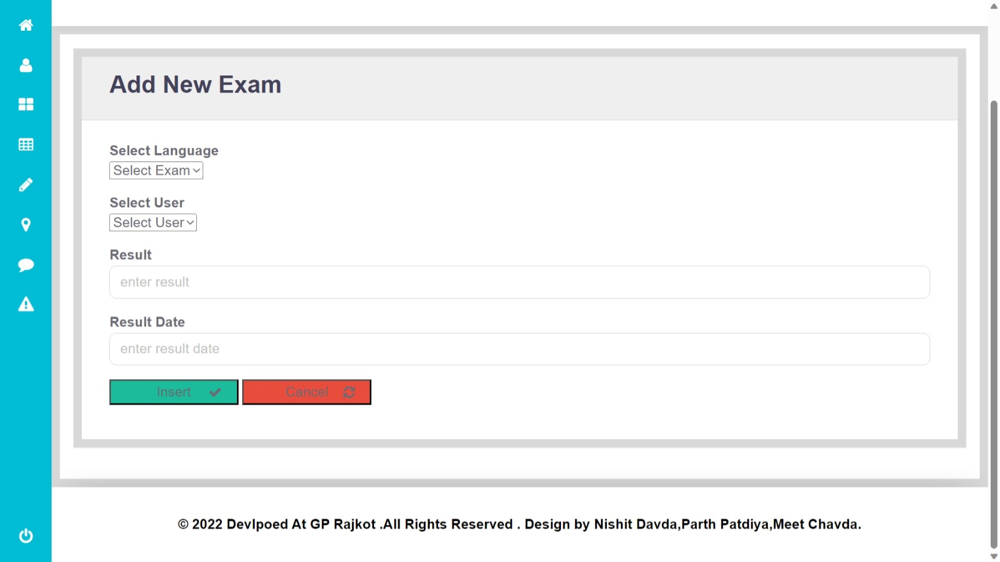 Add New Exam
Select Language
Select Exam
Select User
Select User
Result
enter result
Result Date
enter result date
Insert
Cancel
© 2022 Devlpoed At GP Rajkot .All Rights Reserved . Design by Nishit Davda,Parth Patdiya,Meet Chavda.